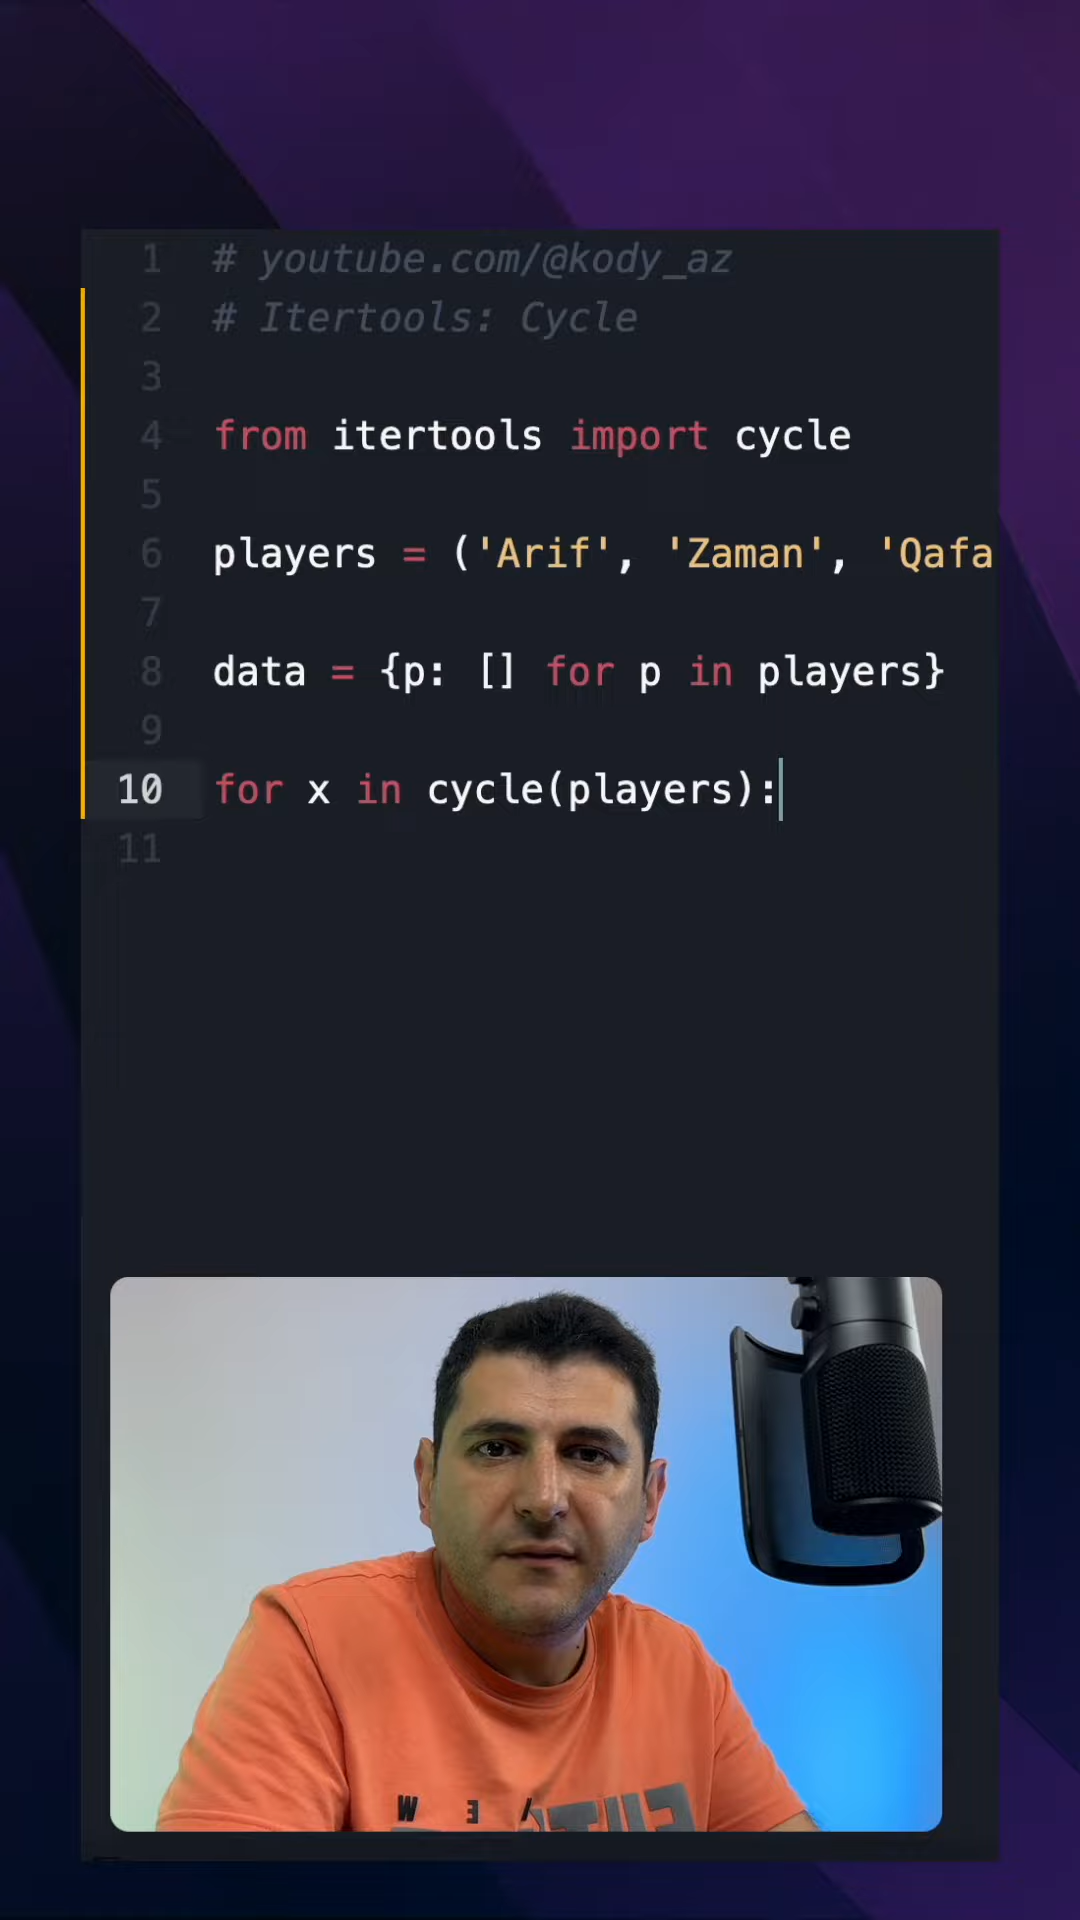 1 # youtube.com/@kody_az
2 # Itertools: Cycle
3
4 from itertools import cycle
5
6 players = ('Arif', 'Zaman', 'Qafa
7
8 data = {p: [] for p in players}
9
10 for x in cycle(players):
11